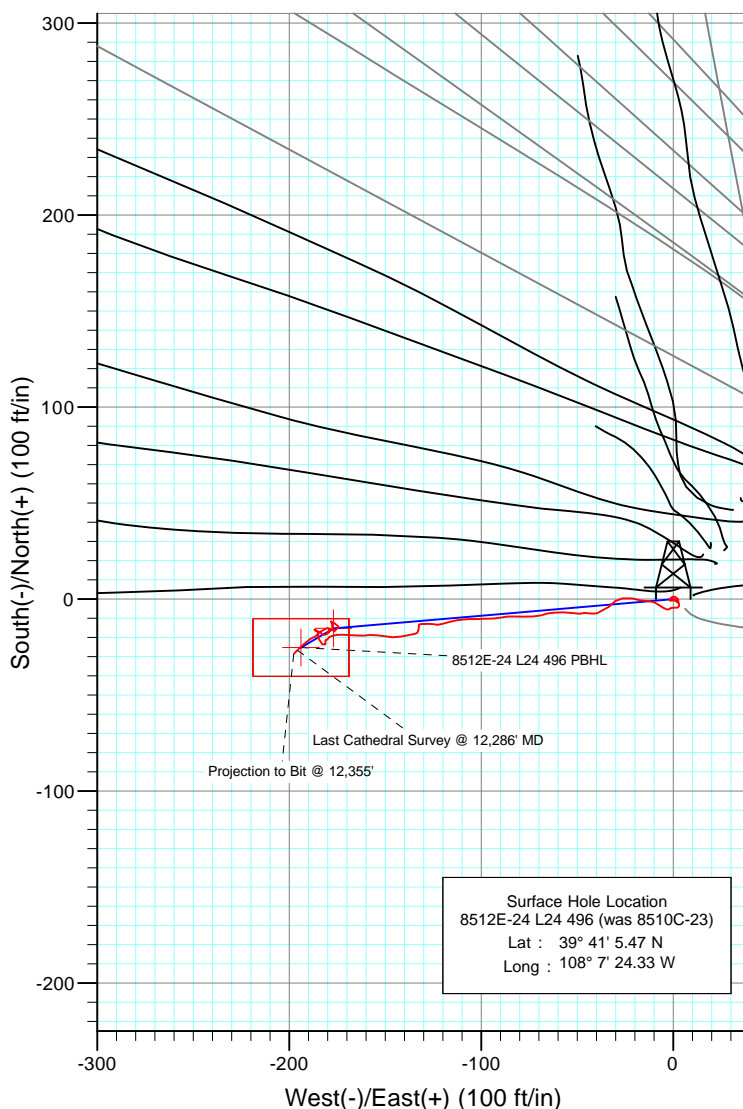 300
200
100
0
-100
-200
South(-)/North(+) (100 ft/in)
8512E-24 L24 496 PBHL
Last Cathedral Survey @ 12,286' MD
Projection to Bit @ 12,355'
Surface Hole Location
8512E-24 L24 496 (was 8510C-23)
Lat : 39° 41' 5.47 N
Long : 108° 7' 24.33 W
-300 -200 -100 0
West(-)/East(+) (100 ft/in)